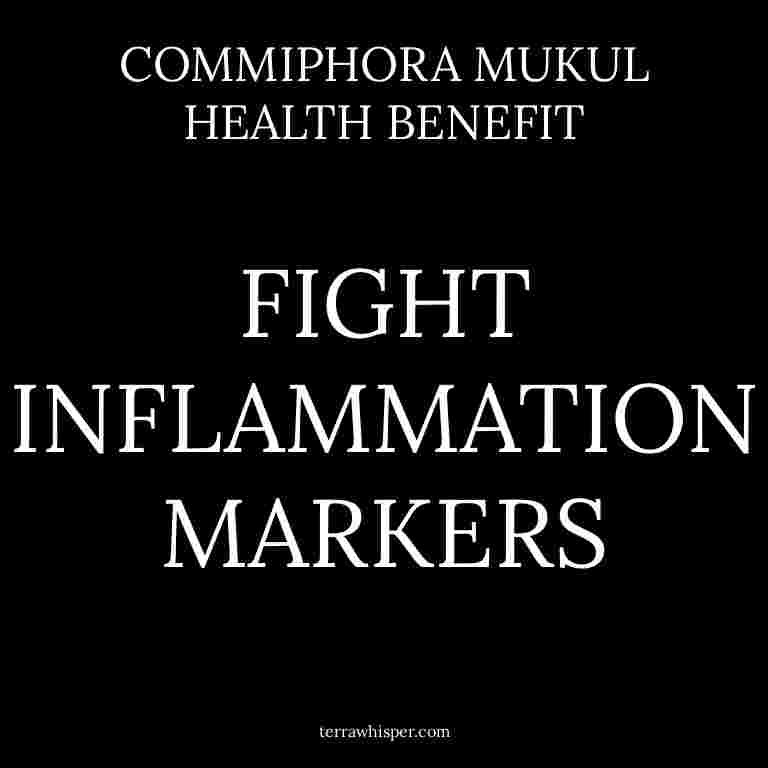 COMMIPHORA MUKUL
HEALTH BENEFIT
FIGHT
INFLAMMATION
MARKERS
terrawhisper.com